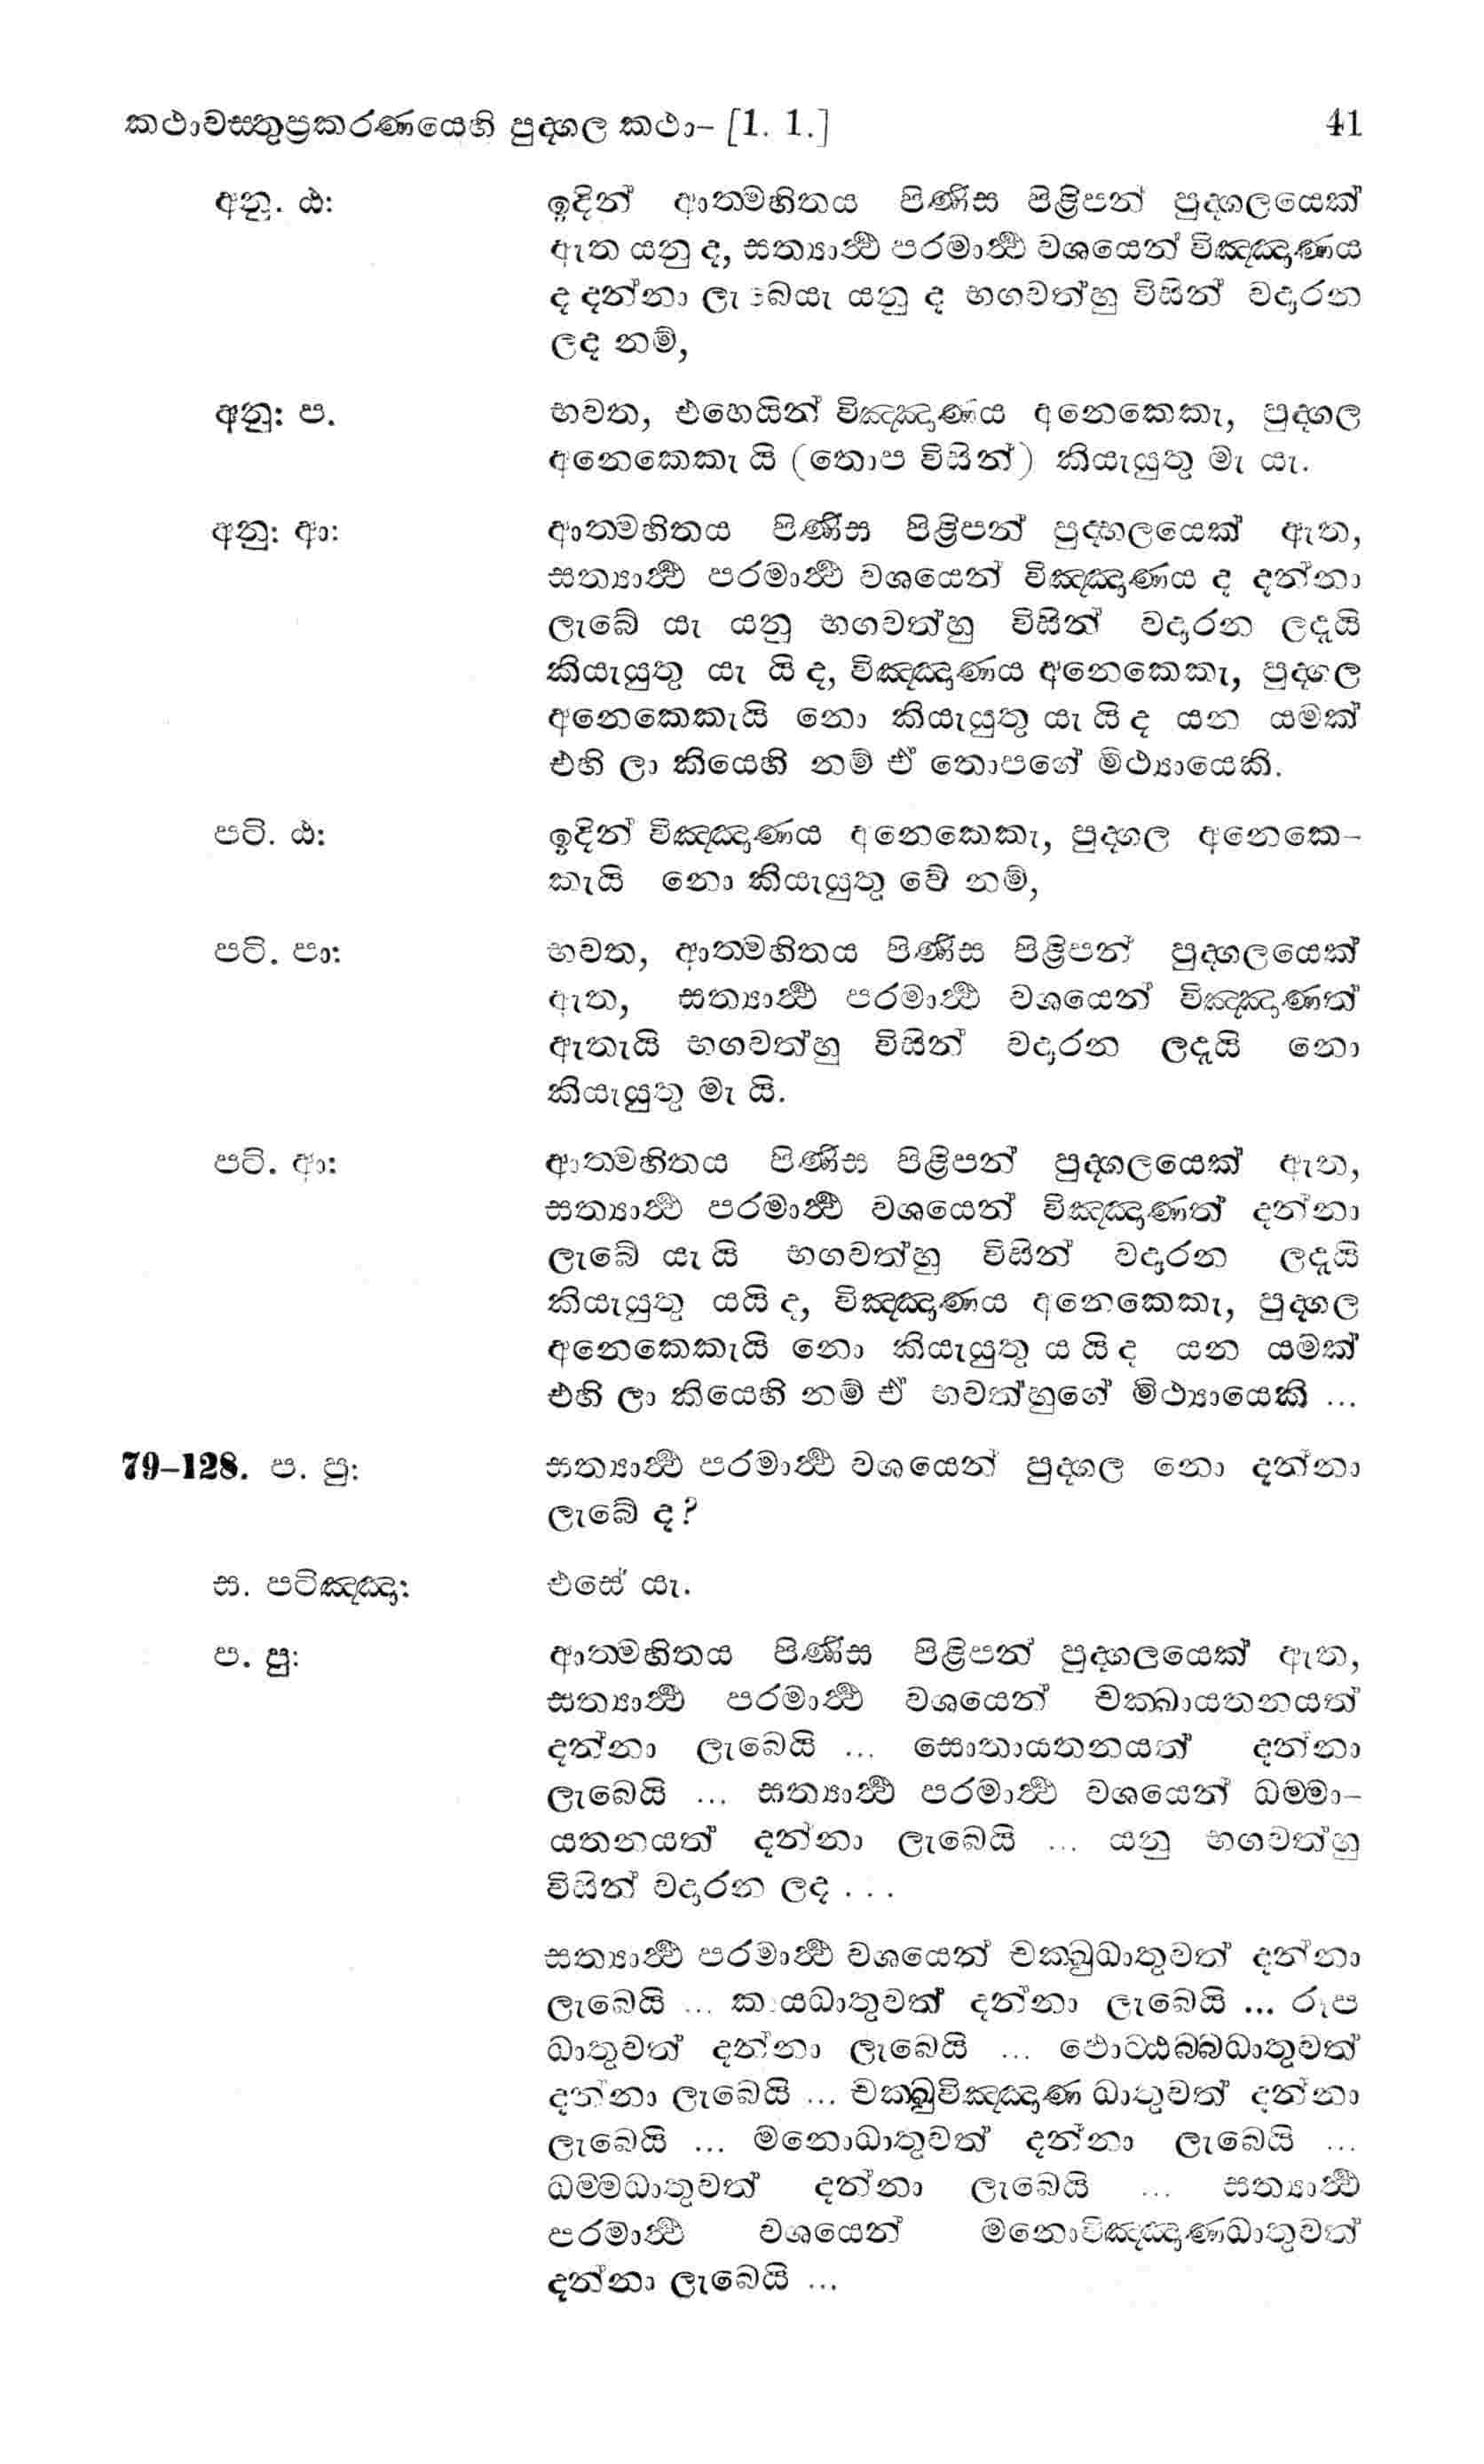 කථාවස්තුප්‍රකරණයෙහි පුද්ගල කථා– [1. 1.] 41
අනු. ඨ: ඉදින් ආත්මහිතය පිණිස පිළිපන් පුද්ගලයෙක්
ඇත යනු ද, සත්‍යාර්ථ පරමාර්ථ වශයෙන් විඤ්ඤාණය
ද දන්නා ලැබෙයැ යනු ද භගවත්හු විසින් වදාරන
ලද නම්,
අනු: ප. භවත, එහෙයින් විඤ්ඤාණය අනෙකෙකැ, පුද්ගල
අනෙකෙකැ යි (තොප විසින්) කියැයුතු මැ යැ.
අනු: ආ: ආත්මහිතය පිණිස පිළිපන් පුද්ගලයෙක් ඇත,
සත්‍යාර්ථ පරමාර්ථ වශයෙන් විඤ්ඤාණය ද දන්නා
ලැබේ යැ යනු භගවත්හු විසින් වදාරන ලදැයි
කියැයුතු යැ යි ද, විඤ්ඤාණය අනෙකෙකැ, පුද්ගල
අනෙකෙකැයි නො කියැයුතු යැ යි ද යන යමක්
එහි ලා කියෙහි නම් ඒ තොපගේ මිථ්‍යායෙකි.
පටි. ඨ: ඉදින් විඤ්ඤාණය අනෙකෙකැ, පුද්ගල අනෙකෙ–
කැයි නො කියැයුතු වේ නම්,
පටි. පා: භවත, ආත්මහිතය පිණිස පිළිපන් පුද්ගලයෙක්
ඇත, සත්‍යාර්ථ පරමාර්ථ වශයෙන් විඤ්ඤාණත්
ඇතැයි භගවත්හු විසින් වදාරන ලදැයි නො
කියැයුතු මැ යි.
පටි. ආ: ආත්මහිතය පිණිස පිළිපන් පුද්ගලයෙක් ඇත,
සත්‍යාර්ථ පරමාර්ථ වශයෙන් විඤ්ඤාණත් දන්නා
ලැබේ යැ යි භගවත්හු විසින් වදාරන ලදැයි
කියැයුතු යයි ද, විඤ්ඤාණය අනෙකෙකැ, පුද්ගල
අනෙකෙකැයි නො කියැයුතු ය යි ද යන යමක්
එහි ලා කියෙහි නම් ඒ භවත්හුගේ මිථ්‍යායෙකි ...
79–128. ප. පු: සත්‍යාර්ථ පරමාර්ථ වශයෙන් පුද්ගල නො දන්නා
ලැබේ ද?
ස. පටිඤ්ඤා: එසේ යැ.
ප. පු: ආත්මහිතය පිණිස පිළිපන් පුද්ගලයෙක් ඇත,
සත්‍යාර්ථ පරමාර්ථ වශයෙන් චක්ඛායතනයත්
දන්නා ලැබෙයි ... සොතායතනයත් දන්නා
ලැබෙයි ... සත්‍යාර්ථ පරමාර්ථ වශයෙන් ධම්මා–
යතනයත් දන්නා ලැබෙයි ... යනු භගවත්හු
විසින් වදාරන ලද ...
සත්‍යාර්ථ පරමාර්ථ වශයෙන් චක්ඛුධාතුවත් දන්නා
ලැබෙයි ... කායධාතුවත් දන්නා ලැබෙයි ... රූප
ධාතුවත් දන්නා ලැබෙයි ... ඵොට්ඨබ්බධාතුවත්
දන්නා ලැබෙයි ... චක්ඛුවිඤ්ඤාණ ධාතුවත් දන්නා
ලැබෙයි ... මනොධාතුවත් දන්නා ලැබෙයි ...
ධම්මධාතුවත් දන්නා ලැබෙයි ... සත්‍යාර්ථ
පරමාර්ථ වශයෙන් මනොවිඤ්ඤාණධාතුවත්
දන්නා ලැබෙයි ...